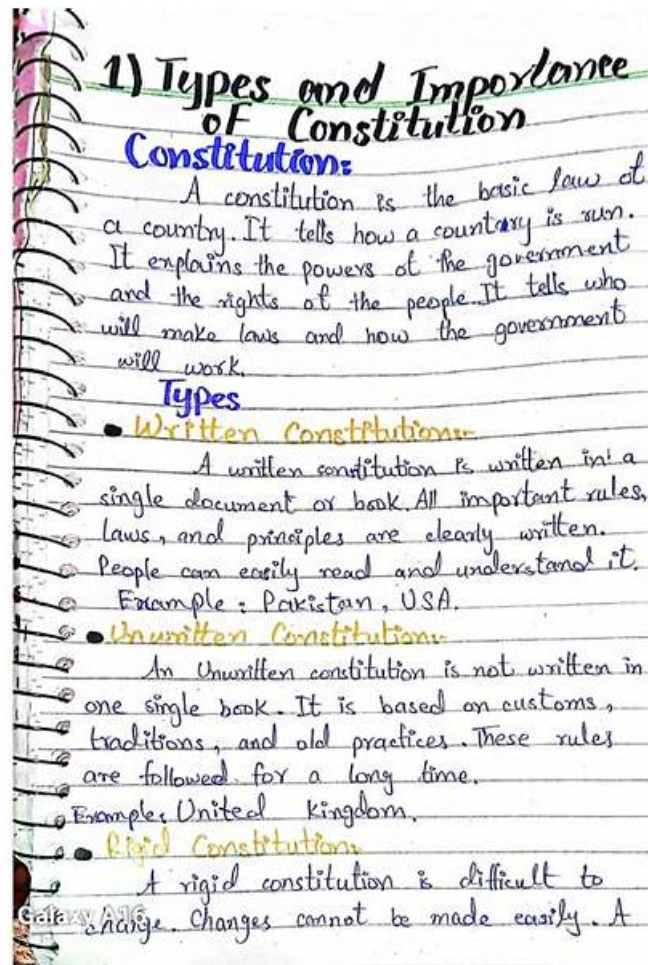 1) Types and Importance
of Constitution
Constitution:
A constitution is the basic law of
a country. It tells how a countary is run.
It explains the powers of the government
and the rights of the people. It tells who
will make laws and how the government
will work.
Types
• Written Constitution:-
A written constitution is written in a
single document or book. All important rules,
laws, and principles are clearly written.
People can easily read and understand it.
Example: Pakistan, USA.
• Unwritten Constitution:-
An Unwritten constitution is not written in
one single book. It is based on customs,
traditions, and old practices. These rules
are followed for a long time.
Example: United kingdom.
• Rigid Constitution:-
A rigid constitution is difficult to
change. Changes cannot be made easily. A
Galaxy A16